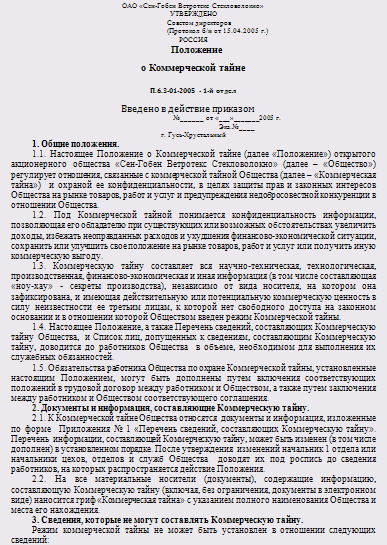 ОАО «Сен-Гобен Ветротекс Стекловолокно»
УТВЕРЖДЕНО
Советом директоров
(Протокол б/н от 15.04.2005 г.)
РОССИЯ
Положение
о Коммерческой тайне
П.6.3-01-2005 - 1-й отдел
Введено в действие приказом
№______ от «___»_______2005 г.
Экз.№____
г. Гусь-Хрустальный
1. Общие положения.
1.1. Настоящее Положение о Коммерческой тайне (далее «Положение») открытого
акционерного общества «Сен-Гобен Ветротекс Стекловолокно» (далее – «Общество»)
регулирует отношения, связанные с коммерческой тайной Общества (далее – «Коммерческая
тайна») и охраной ее конфиденциальности, в целях защиты прав и законных интересов
Общества на рынке товаров, работ и услуг и предупреждения недобросовестной конкуренции в
отношении Общества.
1.2. Под Коммерческой тайной понимается конфиденциальность информации,
позволяющая его обладателю при существующих или возможных обстоятельствах увеличить
доходы, избежать неоправданных расходов и ухудшения финансово-экономической ситуации,
сохранить или улучшить свое положение на рынке товаров, работ и услуг или получить иную
коммерческую выгоду.
1.3. Коммерческую тайну составляет вся научно-техническая, технологическая,
производственная, финансово-экономическая и иная информация (в том числе составляющая
«ноу-хау» - секреты производства), независимо от вида носителя, на котором она
зафиксирована, и имеющая действительную или потенциальную коммерческую ценность в
силу неизвестности ее третьим лицам, к которой нет свободного доступа на законном
основании и в отношении которой Обществом введен режим Коммерческой тайны.
1.4. Настоящее Положение, а также Перечень сведений, составляющих Коммерческую
тайну Общества, и Список лиц, допущенных к сведениям, составляющим Коммерческую
тайну, доводится до работников Общества в объеме, необходимом для выполнения их
служебных обязанностей.
1.5. Обязательства работника Общества по охране Коммерческой тайны, установленные
настоящим Положением, могут быть дополнены путем включения соответствующих
положений в трудовой договор между работником и Обществом, а также путем заключения
между работником и Обществом соответствующего соглашения.
2. Документы и информация, составляющие Коммерческую тайну.
2.1. К Коммерческой тайне Общества относятся документы и информация, изложенные
по форме Приложения № 1 «Перечень сведений, составляющих Коммерческую тайну».
Перечень информации, составляющей Коммерческую тайну, может быть изменен (в том числе
дополнен) в установленном порядке. После утверждения изменений начальник 1 отдела или
начальники цехов, отделов и служб Общества доводят их под роспись до сведения
работников, на которых распространяется действие Положения.
2.2. На все материальные носители (документы), содержащие информацию,
составляющую Коммерческую тайну (включая, без ограничения, документы в электронном
виде) наносится гриф «Коммерческая тайна» с указанием полного наименования Общества и
места его нахождения.
3. Сведения, которые не могут составлять Коммерческую тайну.
Режим коммерческой тайны не может быть установлен в отношении следующих
сведений: